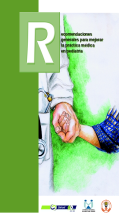 Recomendaciones
generales para mejorar
la práctica médica
en pediatría